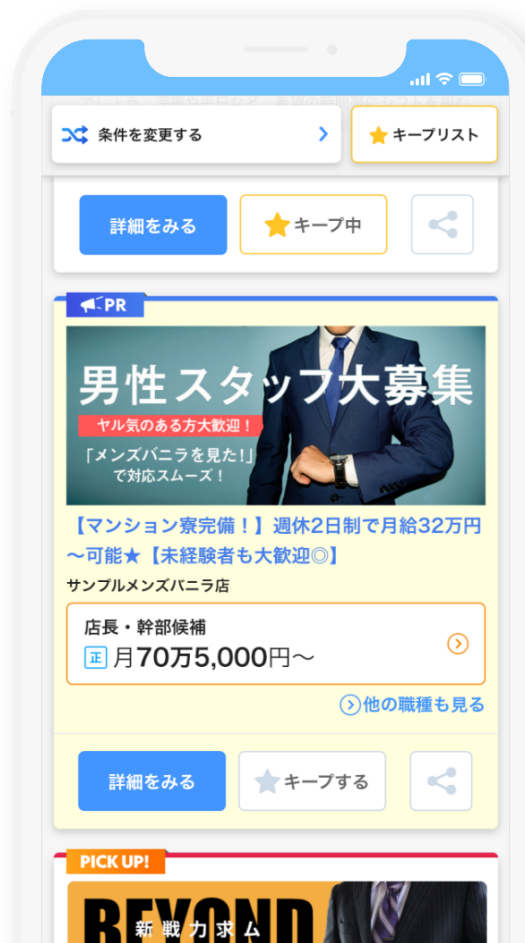 条件を変更する
キープリスト
詳細をみる
キープ中
PR
男性スタッフ大募集
ヤル気のある方大歓迎！
「メンズバニラを見た!」
で対応スムーズ！
【マンション寮完備！】週休2日制で月給32万円
～可能★【未経験者も大歓迎◎】
サンプルメンズバニラ店
店長・幹部候補
正 月70万5,000円～
他の職種も見る
詳細をみる
キープする
PICK UP!
BEYOND
新戦力求ム